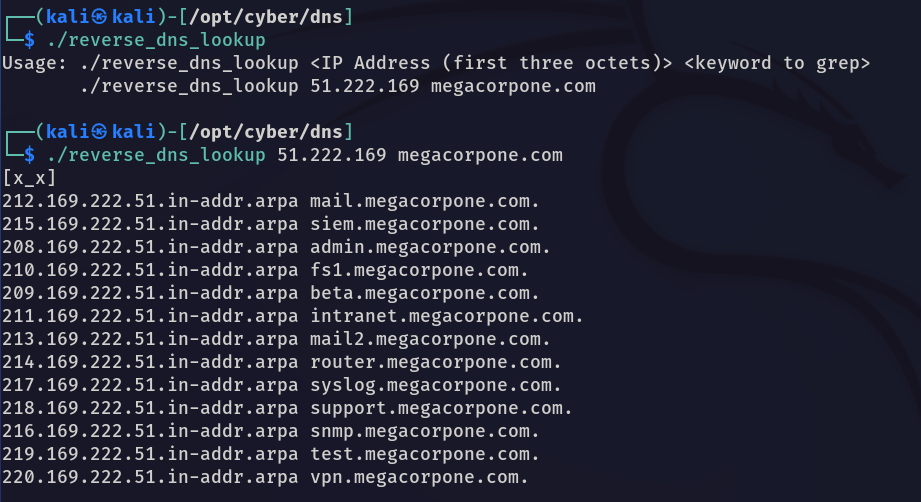 ┌──(kali㉿kali)-[/opt/cyber/dns]
└─$ ./reverse_dns_lookup
Usage: ./reverse_dns_lookup <IP Address (first three octets)> <keyword to grep>
       ./reverse_dns_lookup 51.222.169 megacorpone.com

┌──(kali㉿kali)-[/opt/cyber/dns]
└─$ ./reverse_dns_lookup 51.222.169 megacorpone.com
[x_x]
212.169.222.51.in-addr.arpa mail.megacorpone.com.
215.169.222.51.in-addr.arpa siem.megacorpone.com.
208.169.222.51.in-addr.arpa admin.megacorpone.com.
210.169.222.51.in-addr.arpa fs1.megacorpone.com.
209.169.222.51.in-addr.arpa beta.megacorpone.com.
211.169.222.51.in-addr.arpa intranet.megacorpone.com.
213.169.222.51.in-addr.arpa mail2.megacorpone.com.
214.169.222.51.in-addr.arpa router.megacorpone.com.
217.169.222.51.in-addr.arpa syslog.megacorpone.com.
218.169.222.51.in-addr.arpa support.megacorpone.com.
216.169.222.51.in-addr.arpa snmp.megacorpone.com.
219.169.222.51.in-addr.arpa test.megacorpone.com.
220.169.222.51.in-addr.arpa vpn.megacorpone.com.